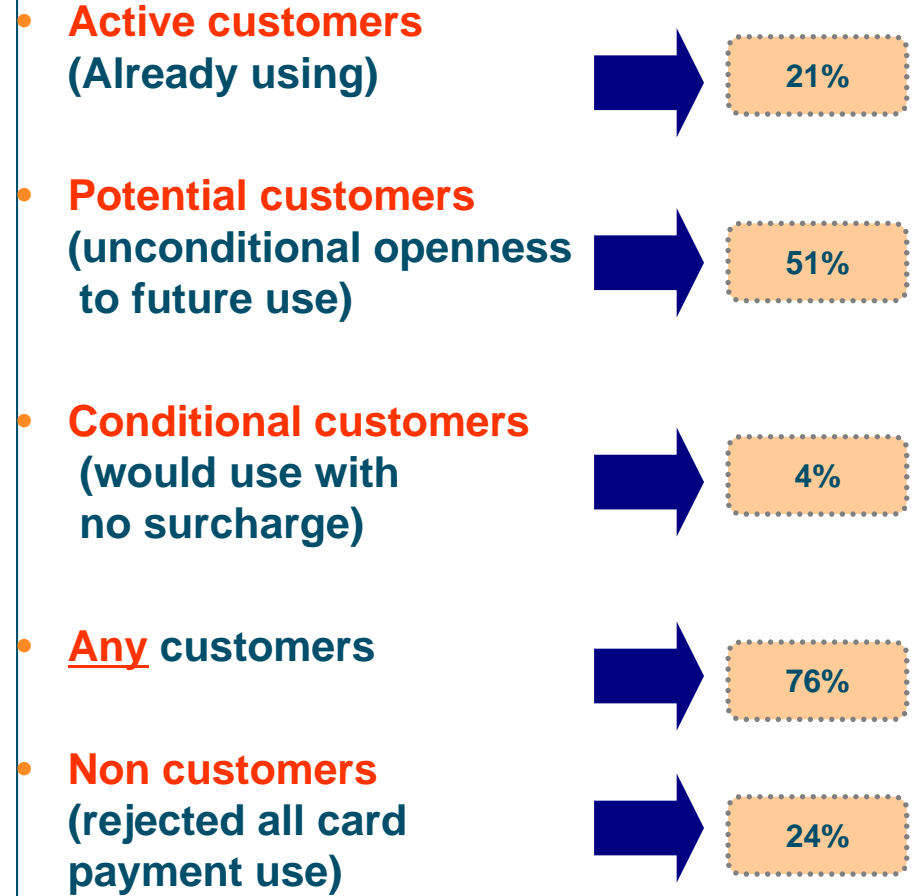 • Active customers
(Already using)
21%
• Potential customers
(unconditional openness
to future use)
51%
• Conditional customers
(would use with
no surcharge)
4%
• Any customers
76%
• Non customers
(rejected all card
payment use)
24%